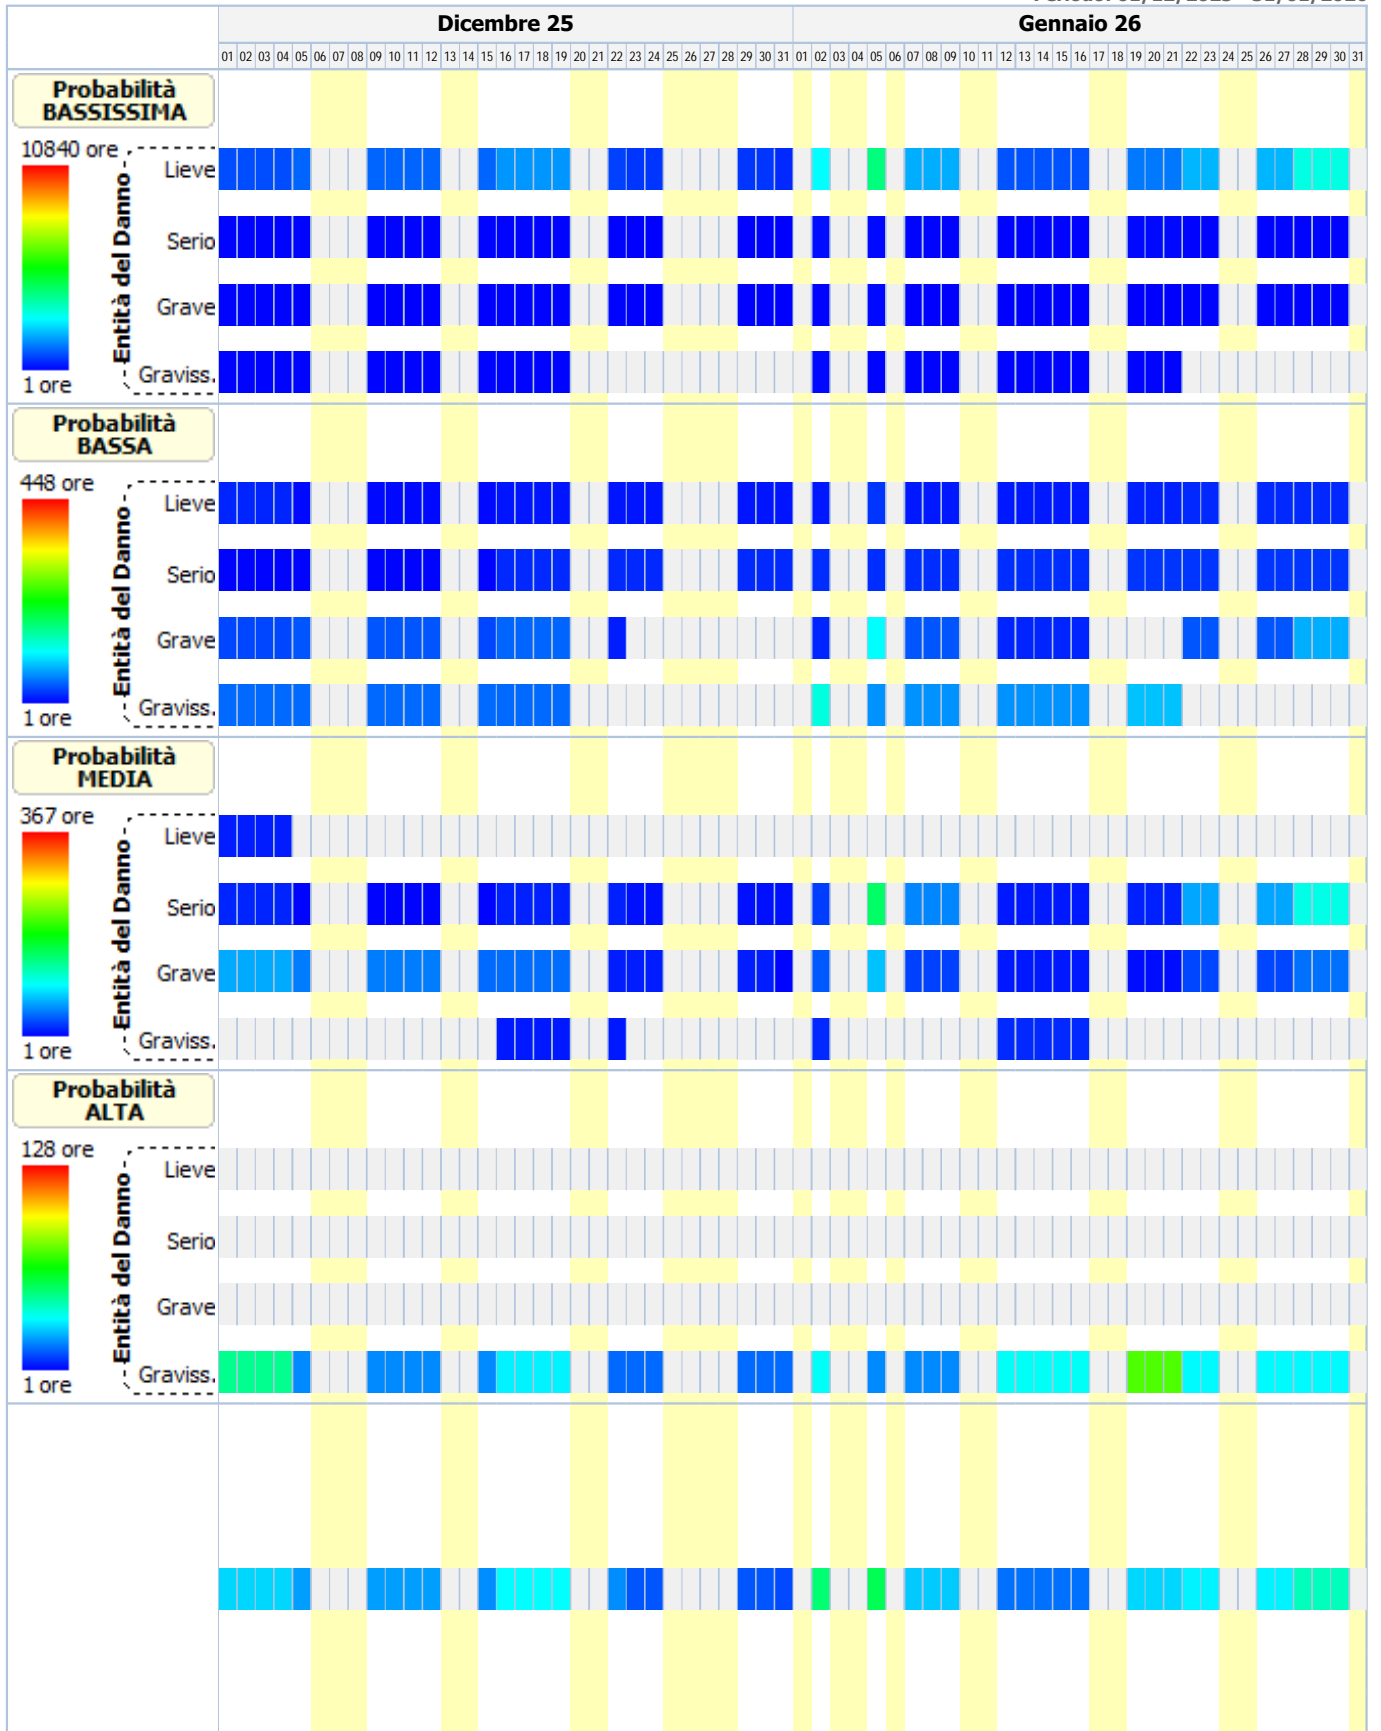 Dicembre 25 Gennaio 26
01 02 03 04 05 06 07 08 09 10 11 12 13 14 15 16 17 18 19 20 21 22 23 24 25 26 27 28 29 30 31 01 02 03 04 05 06 07 08 09 10 11 12 13 14 15 16 17 18 19 20 21 22 23 24 25 26 27 28 29 30 31
Probabilità
BASSISSIMA
10840 ore
Entità del Danno
Lieve
Serio
Grave
Graviss.
1 ore
Probabilità
BASSA
448 ore
Entità del Danno
Lieve
Serio
Grave
Graviss.
1 ore
Probabilità
MEDIA
367 ore
Entità del Danno
Lieve
Serio
Grave
Graviss.
1 ore
Probabilità
ALTA
128 ore
Entità del Danno
Lieve
Serio
Grave
Graviss.
1 ore